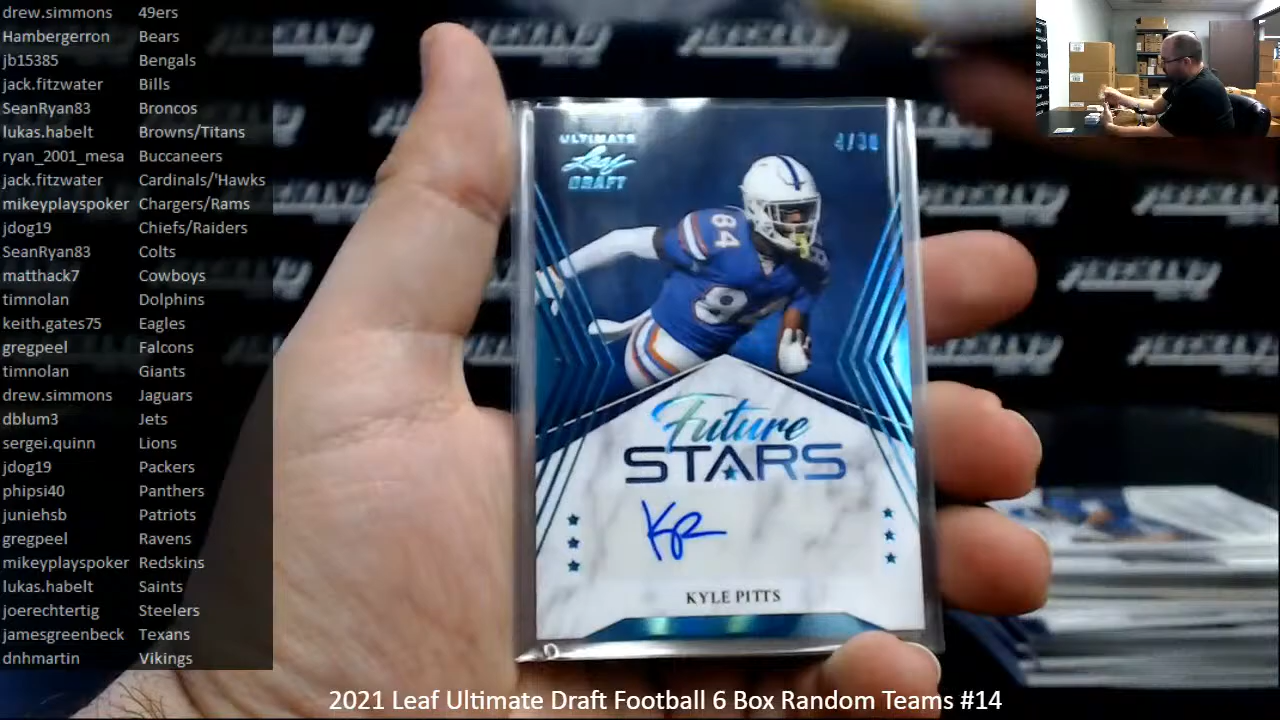 drew.simmons 49ers
Hambergerron Bears
jb15385 Bengals
jack.fitzwater Bills
SeanRyan83 Broncos
lukas.habelt Browns/Titans
ryan_2001_mesa Buccaneers
jack.fitzwater Cardinals/'Hawks
mikeyplayspoker Chargers/Rams
jdog19 Chiefs/Raiders
SeanRyan83 Colts
matthack7 Cowboys
timnolan Dolphins
keith.gates75 Eagles
gregpeel Falcons
timnolan Giants
drew.simmons Jaguars
dblum3 Jets
sergei.quinn Lions
jdog19 Packers
phipsi40 Panthers
juniehsb Patriots
gregpeel Ravens
mikeyplayspoker Redskins
lukas.habelt Saints
joerechtertig Steelers
jamesgreenbeck Texans
dnhmartin Vikings
ULTIMATE
Leaf
DRAFT
84
84
Future
STARS
KYLE PITTS
2021 Leaf Ultimate Draft Football 6 Box Random Teams #14